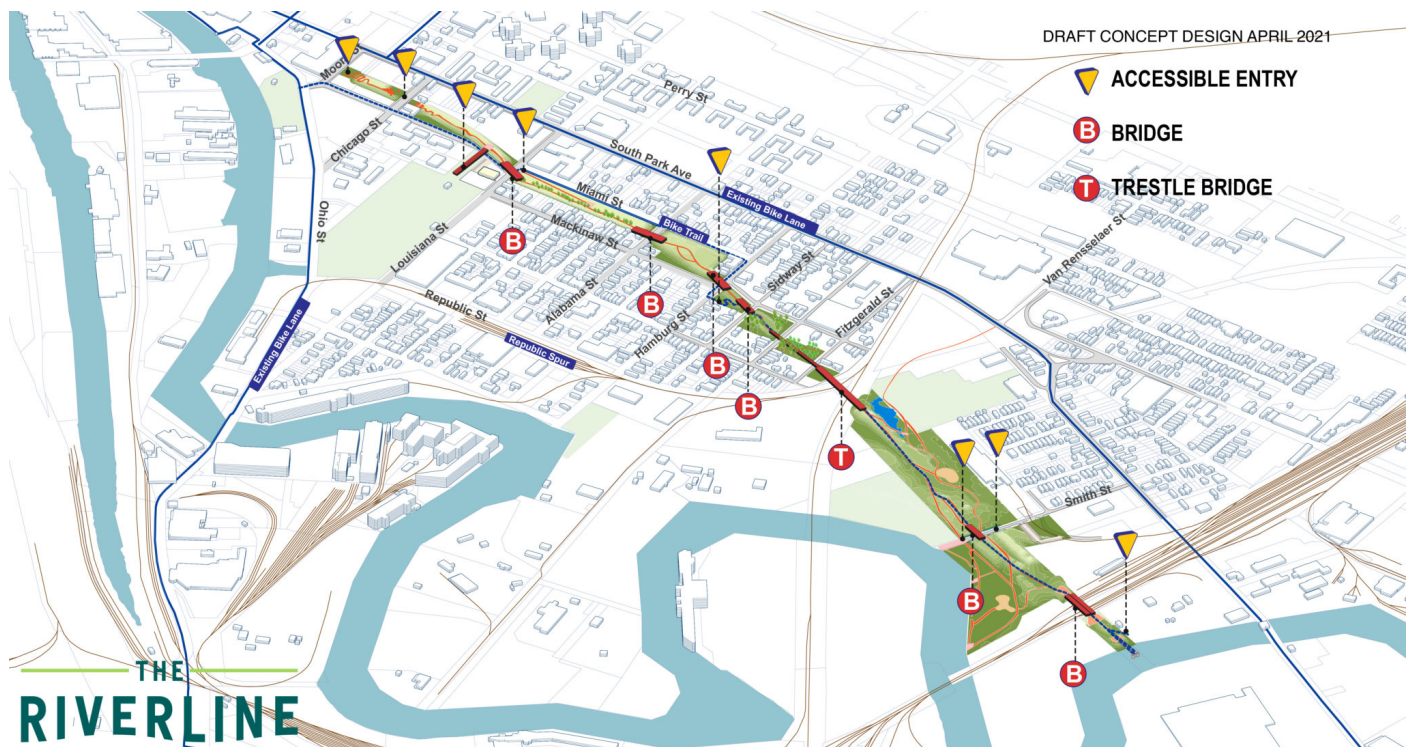 DRAFT CONCEPT DESIGN APRIL 2021
ACCESSIBLE ENTRY
B BRIDGE
T TRESTLE BRIDGE
Perry St
Chicago St
South Park Ave
Existing Bike Lane
Ohio St
Miami St
Bike Trail
Mackinaw St
Louisiana St
Van Rensselaer St
Sidway St
Fitzgerald St
Alabama St
Hamburg St
Republic St
Republic Spur
Existing Bike Lane
B
B
B
B
T
Smith St
B
B
THE
RIVERLINE